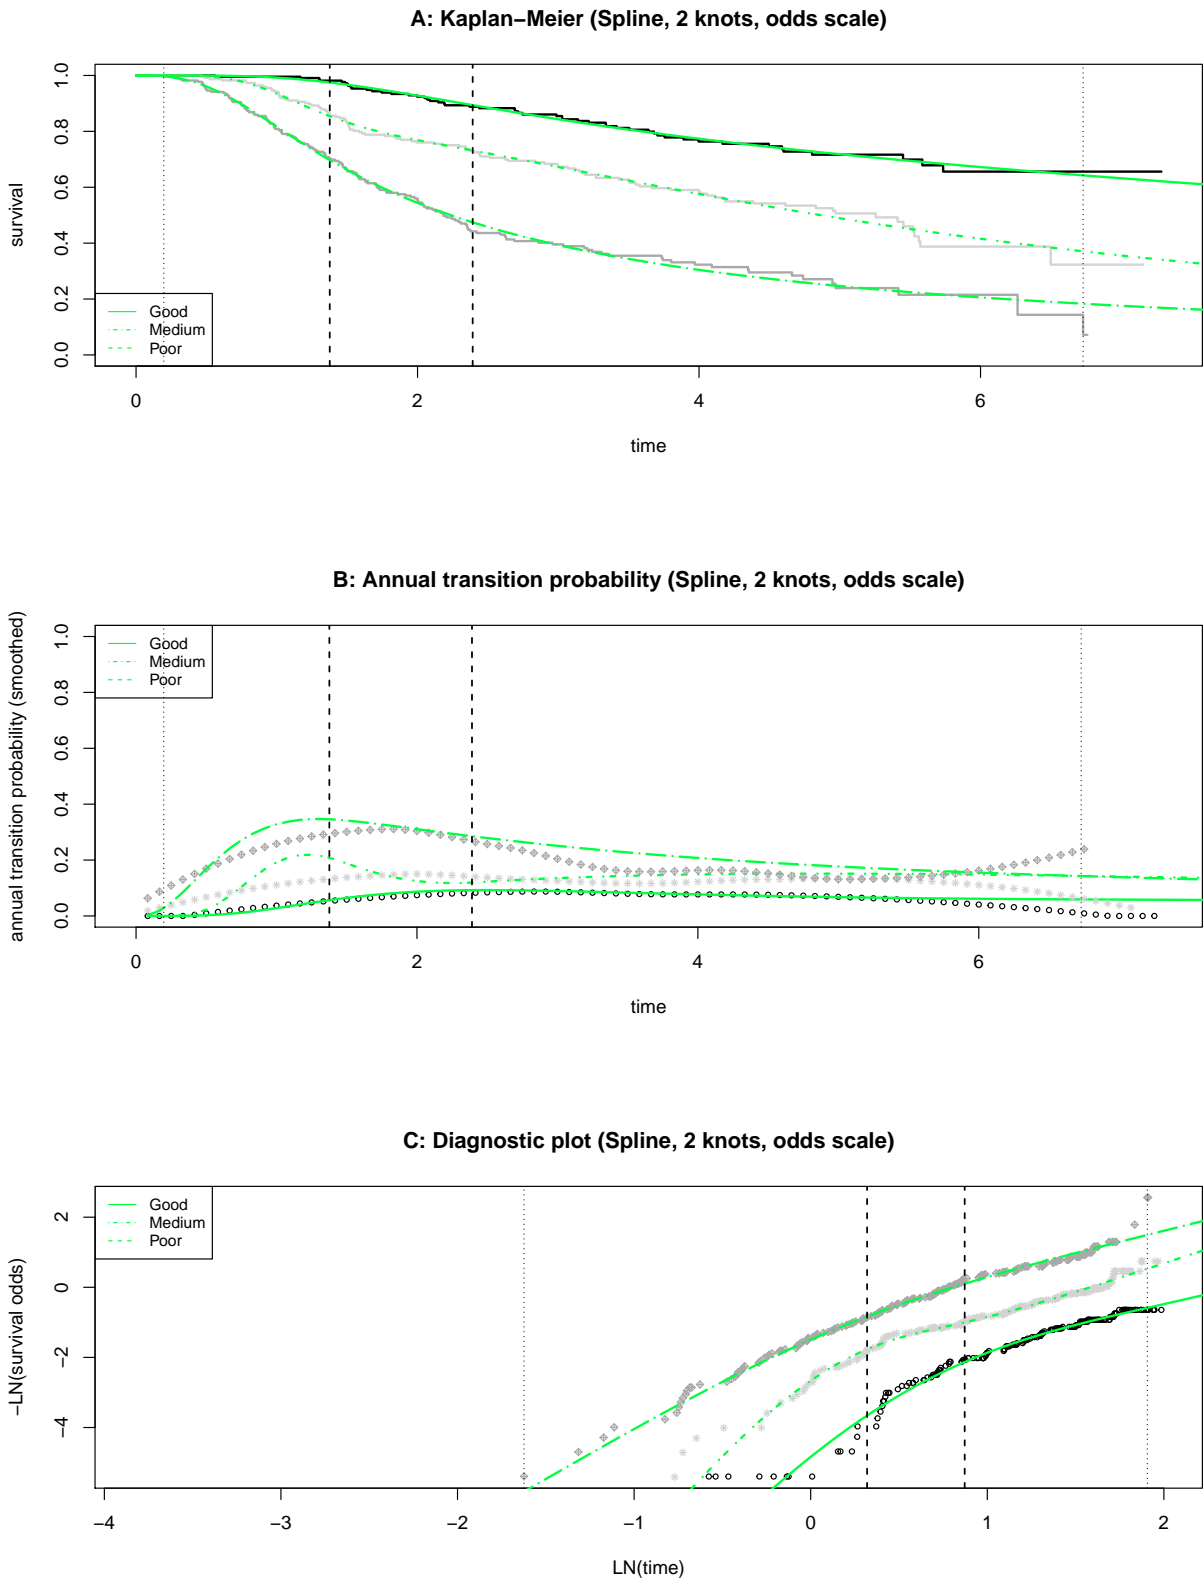 A: Kaplan−Meier (Spline, 2 knots, odds scale)
survival
1.0
0.8
0.6
0.4
0.2
0.0
Good
Medium
Poor
0 2 4 6
time
B: Annual transition probability (Spline, 2 knots, odds scale)
annual transition probability (smoothed)
1.0
0.8
0.6
0.4
0.2
0.0
Good
Medium
Poor
0 2 4 6
time
C: Diagnostic plot (Spline, 2 knots, odds scale)
−LN(survival odds)
2
0
−2
−4
Good
Medium
Poor
−4 −3 −2 −1 0 1 2
LN(time)